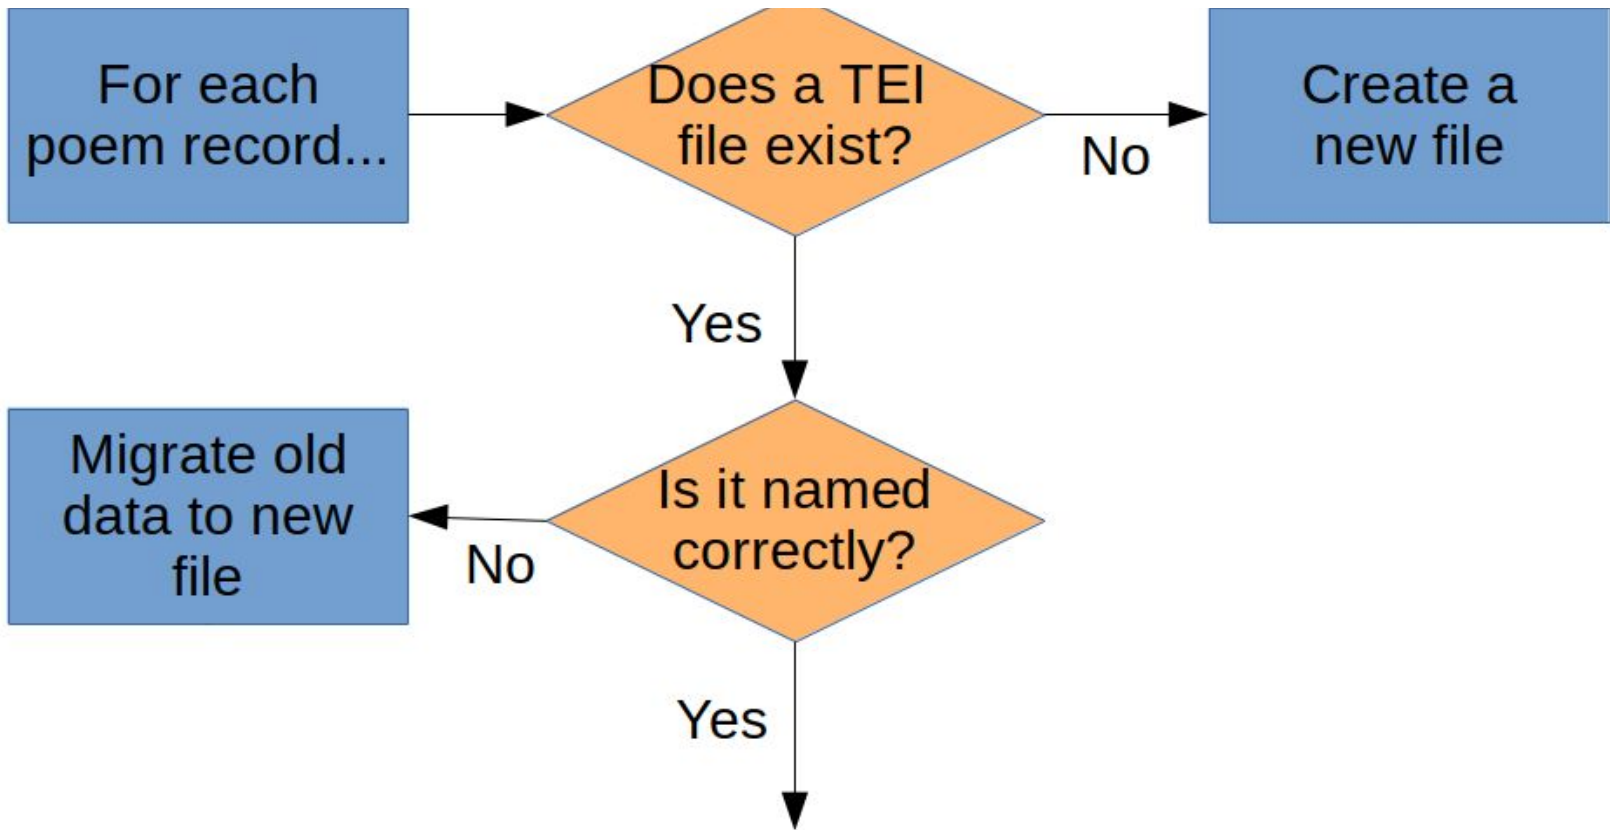 For each
poem record...
Does a TEI
file exist?
No
Create a
new file
Yes
Migrate old
data to new
file
No
Is it named
correctly?
Yes